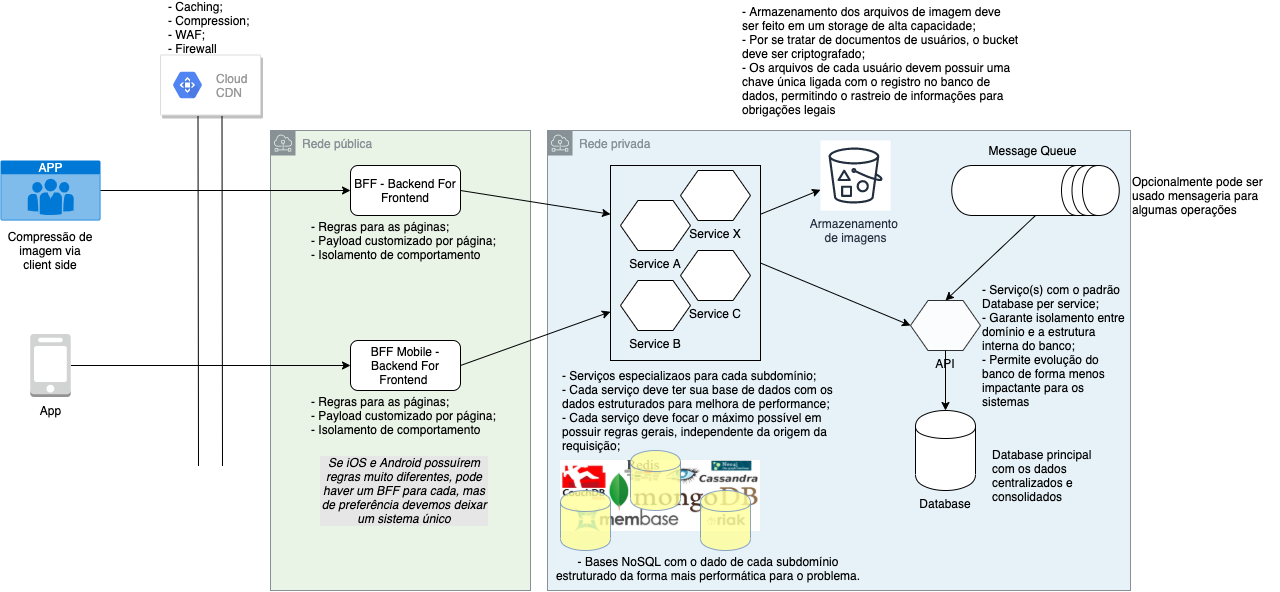 - Caching;
- Compression;
- WAF;
- Firewall
Cloud
CDN
- Armazenamento dos arquivos de imagem deve
ser feito em um storage de alta capacidade;
- Por se tratar de documentos de usuários, o bucket
deve ser criptografado;
- Os arquivos de cada usuário devem possuir uma
chave única ligada com o registro no banco de
dados, permitindo o rastreio de informações para
obrigações legais
APP
Compressão de
imagem via
client side
App
Rede pública
BFF - Backend For
Frontend
- Regras para as páginas;
- Payload customizado por página;
- Isolamento de comportamento
BFF Mobile -
Backend For
Frontend
- Regras para as páginas;
- Payload customizado por página;
- Isolamento de comportamento
Se iOS e Android possuírem
regras muito diferentes, pode
haver um BFF para cada, mas
de preferência devemos deixar
um sistema único
Rede privada
Service X
Service A
Service C
Service B
- Serviços especializaos para cada subdomínio;
- Cada serviço deve ter sua base de dados com os
dados estruturados para melhora de performance;
- Cada serviço deve focar o máximo possível em
possuir regras gerais, independente da origem da
requisição;
Redis
CouchDB
Cassandra
mongoDB
membase
riak
- Bases NoSQL com o dado de cada subdomínio
estruturado da forma mais performática para o problema.
Armazenamento
de imagens
Message Queue
Opcionalmente pode ser
usado mensageria para
algumas operações
- Serviço(s) com o padrão
Database per service;
- Garante isolamento entre
domínio e a estrutura
interna do banco;
- Permite evolução do
banco de forma menos
impactante para os
sistemas
API
Database
Database principal
com os dados
centralizados e
consolidados